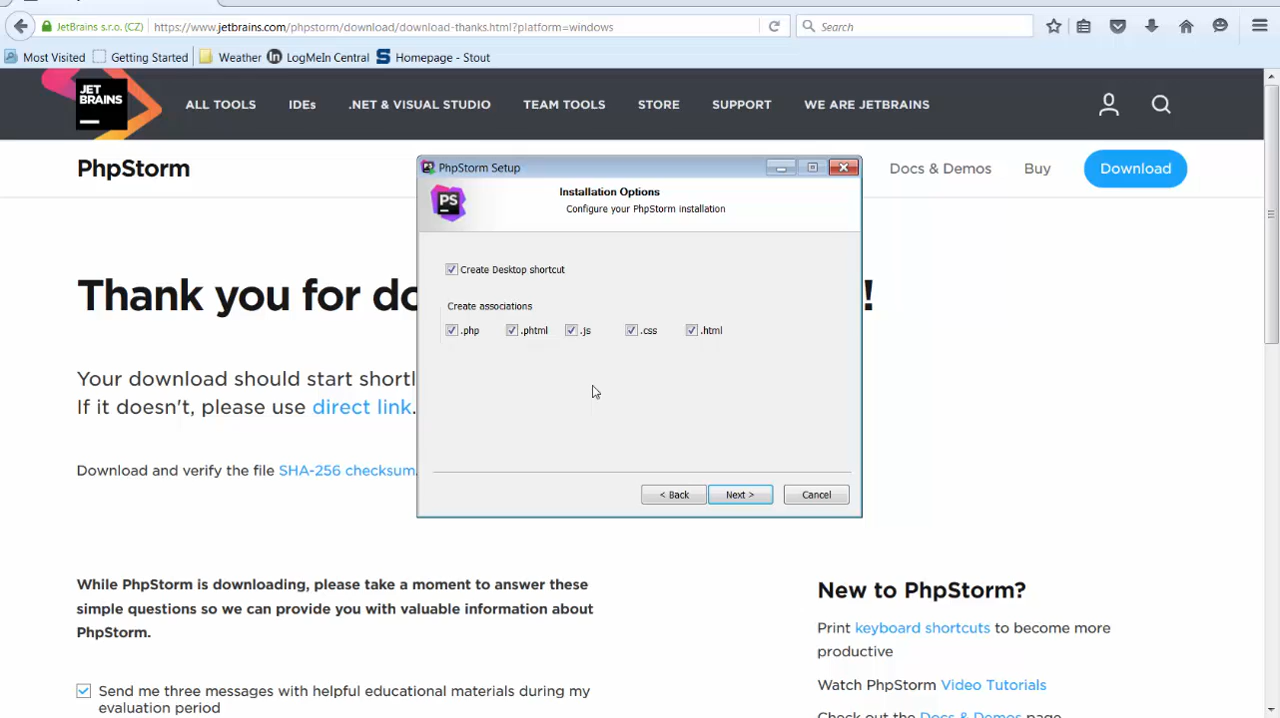 JetBrains s.r.o. (CZ)
https://www.jetbrains.com/phpstorm/download/download-thanks.html?platform=windows
Search
Most Visited
Getting Started
Weather
LogMeIn Central
Homepage - Stout
JET
BRAINS
ALL TOOLS
IDEs
.NET & VISUAL STUDIO
TEAM TOOLS
STORE
SUPPORT
WE ARE JETBRAINS
PhpStorm
Docs & Demos
Buy
Download
PhpStorm Setup
PS
Installation Options
Configure your PhpStorm installation
Create Desktop shortcut
Create associations
.php
.phtml
.js
.css
.html
< Back
Next >
Cancel
Thank you for do
!
Your download should start shortl
If it doesn't, please use direct link.
Download and verify the file SHA-256 checksum.
While PhpStorm is downloading, please take a moment to answer these
simple questions so we can provide you with valuable information about
PhpStorm.
Send me three messages with helpful educational materials during my
evaluation period
New to PhpStorm?
Print keyboard shortcuts to become more
productive
Watch PhpStorm Video Tutorials
Check out the Docs & Demos page